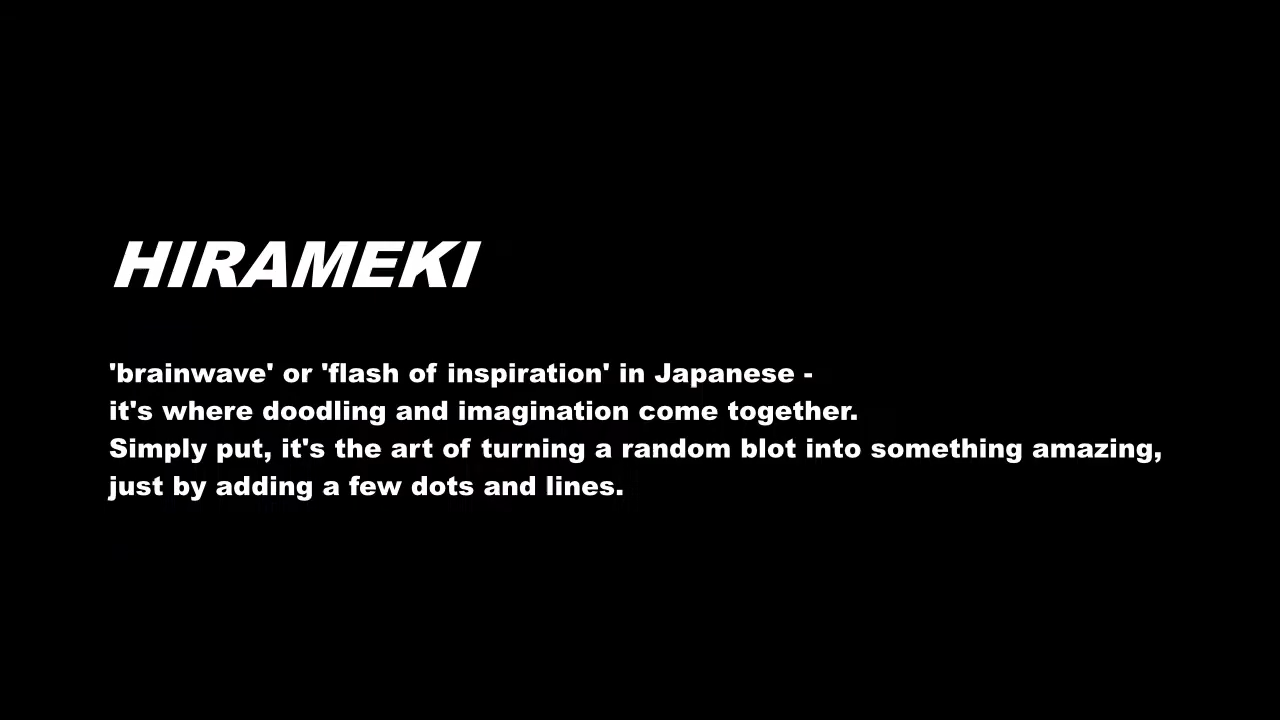 HIRAMEKI
'brainwave' or 'flash of inspiration' in Japanese -
it's where doodling and imagination come together.
Simply put, it's the art of turning a random blot into something amazing,
just by adding a few dots and lines.